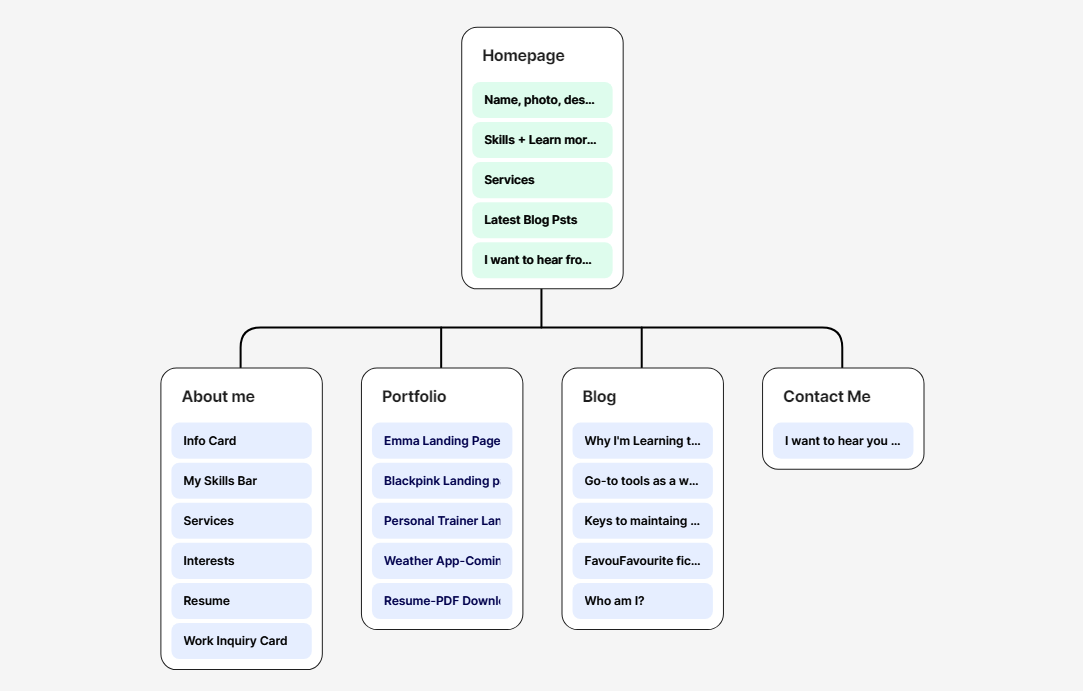 Homepage
Name, photo, des...
Skills + Learn mor...
Services
Latest Blog Psts
I want to hear fro...
About me
Info Card
My Skills Bar
Services
Interests
Resume
Work Inquiry Card
Portfolio
Emma Landing Page
Blackpink Landing p
Personal Trainer Lan
Weather App-Comin
Resume-PDF Downl
Blog
Why I'm Learning t...
Go-to tools as a w...
Keys to maintaing ...
FavouFavourite fic...
Who am I?
Contact Me
I want to hear you ...